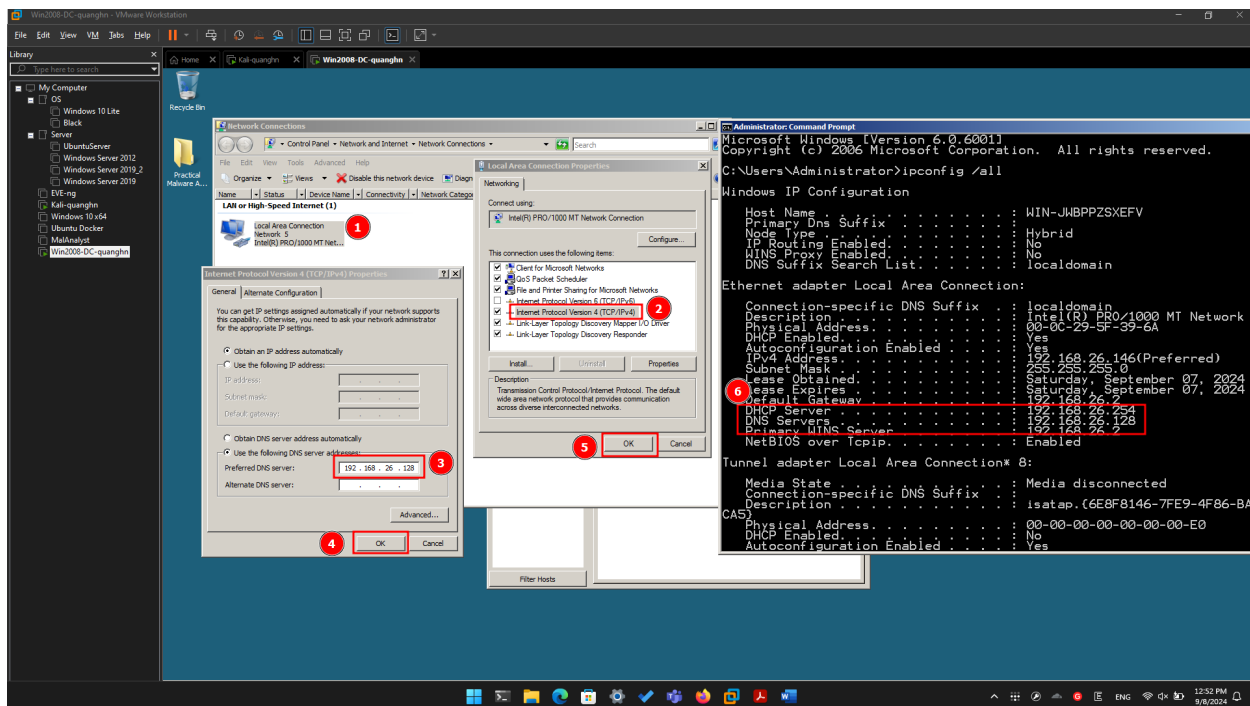 Win2008-DC-quanghn - VMware Workstation
File Edit View VM Tabs Help
Library
Type here to search
My Computer
OS
Windows 10 Lite
Black
Server
UbuntuServer
Windows Server 2012
Windows Server 2019_2
Windows Server 2019
EVE-ng
Kali-quanghn
Windows 10 x64
Ubuntu Docker
MalAnalyst
Win2008-DC-quanghn
Home Kali-quanghn Win2008-DC-quanghn
Recycle Bin
Practical
Malware A...
Network Connections
Control Panel Network and Internet Network Connections
Search
File Edit View Tools Advanced Help
Organize Views Disable this network device Diagn
Name Status Device Name Connectivity Network Categor
LAN or High-Speed Internet (1)
Local Area Connection
Network 5
Intel(R) PRO/1000 MT Net...
1
Internet Protocol Version 4 (TCP/IPv4) Properties
General Alternate Configuration
You can get IP settings assigned automatically if your network supports
this capability. Otherwise, you need to ask your network administrator
for the appropriate IP settings.
Obtain an IP address automatically
Use the following IP address:
IP address:
Subnet mask:
Default gateway:
Obtain DNS server address automatically
Use the following DNS server addresses:
Preferred DNS server: 192 . 168 . 26 . 128
3
Alternate DNS server:
Advanced...
4
OK Cancel
Local Area Connection Properties
Networking
Connect using:
Intel(R) PRO/1000 MT Network Connection
Configure...
This connection uses the following items:
Client for Microsoft Networks
QoS Packet Scheduler
File and Printer Sharing for Microsoft Networks
Internet Protocol Version 6 (TCP/IPv6)
Internet Protocol Version 4 (TCP/IPv4)
2
Link-Layer Topology Discovery Mapper I/O Driver
Link-Layer Topology Discovery Responder
Install... Uninstall Properties
Description
Transmission Control Protocol/Internet Protocol. The default
wide area network protocol that provides communication
across diverse interconnected networks.
5
OK Cancel
Filter Hosts
Administrator: Command Prompt
Microsoft Windows [Version 6.0.6001]
Copyright (c) 2006 Microsoft Corporation. All rights reserved.
C:\Users\Administrator>ipconfig /all
Windows IP Configuration
Host Name . . . . . . . . . . . . : WIN-JWBPPZSXEFV
Primary Dns Suffix . . . . . . . :
Node Type . . . . . . . . . . . . : Hybrid
IP Routing Enabled. . . . . . . . : No
WINS Proxy Enabled. . . . . . . . : No
DNS Suffix Search List. . . . . . : localdomain
Ethernet adapter Local Area Connection:
Connection-specific DNS Suffix . : localdomain
Description . . . . . . . . . . . : Intel(R) PRO/1000 MT Network
Physical Address. . . . . . . . . : 00-0C-29-5F-39-6A
DHCP Enabled. . . . . . . . . . . : Yes
Autoconfiguration Enabled . . . . : Yes
IPv4 Address. . . . . . . . . . . : 192.168.26.146(Preferred)
Subnet Mask . . . . . . . . . . . : 255.255.255.0
Lease Obtained. . . . . . . . . . : Saturday, September 07, 2024
6
ease Expires . . . . . . . . . . : Saturday, September 07, 2024
Default Gateway . . . . . . . . . : 192.168.26.2
DHCP Server . . . . . . . . . . . : 192.168.26.254
DNS Servers . . . . . . . . . . . : 192.168.26.128
Primary WINS Server . . . . . . . : 192.168.26.2
NetBIOS over Tcpip. . . . . . . . : Enabled
Tunnel adapter Local Area Connection* 8:
Media State . . . . . . . . . . . : Media disconnected
Connection-specific DNS Suffix . :
Description . . . . . . . . . . . : isatap.{6E8F8146-7FE9-4F86-BA
CA5}
Physical Address. . . . . . . . . : 00-00-00-00-00-00-00-E0
DHCP Enabled. . . . . . . . . . . : No
Autoconfiguration Enabled . . . . : Yes
ENG
12:52 PM
9/8/2024